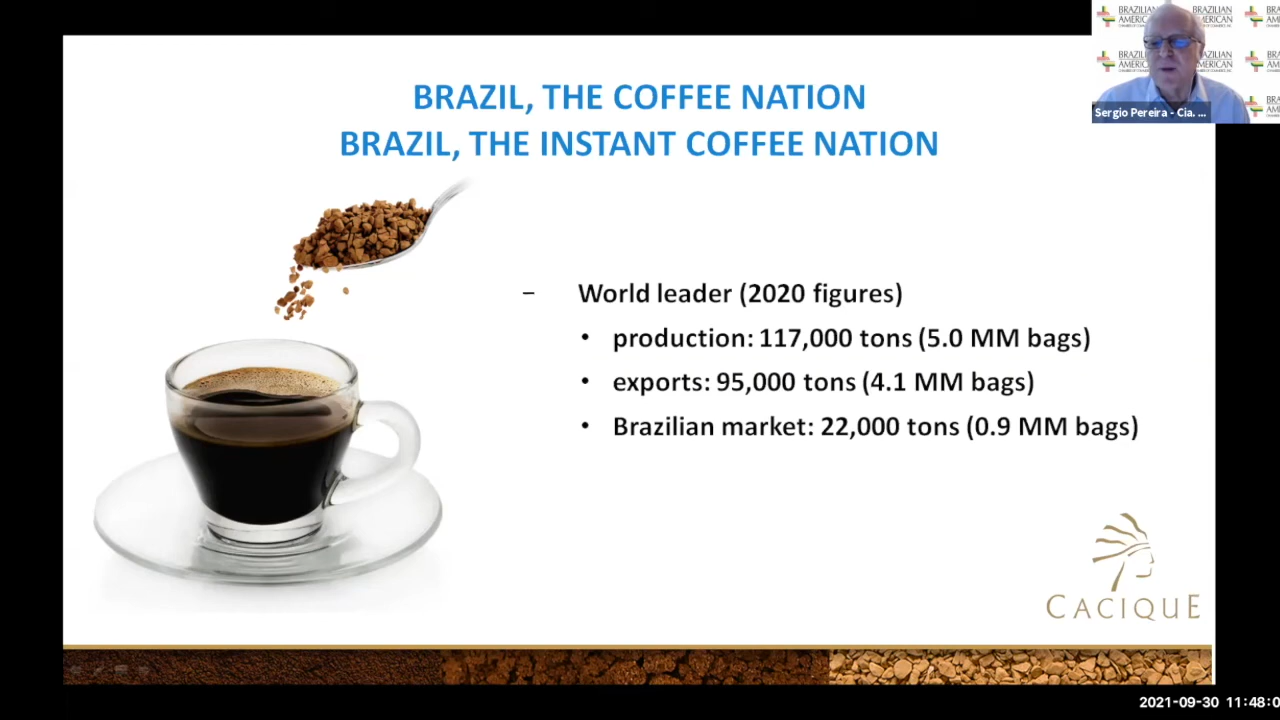 BRAZILIAN
AMERICAN
BRAZILIAN
AMERICAN
Sergio Pereira - Cia. ...
BRAZIL, THE COFFEE NATION
BRAZIL, THE INSTANT COFFEE NATION
– World leader (2020 figures)
• production: 117,000 tons (5.0 MM bags)
• exports: 95,000 tons (4.1 MM bags)
• Brazilian market: 22,000 tons (0.9 MM bags)
CACIQUE
2021-09-30 11:48:0